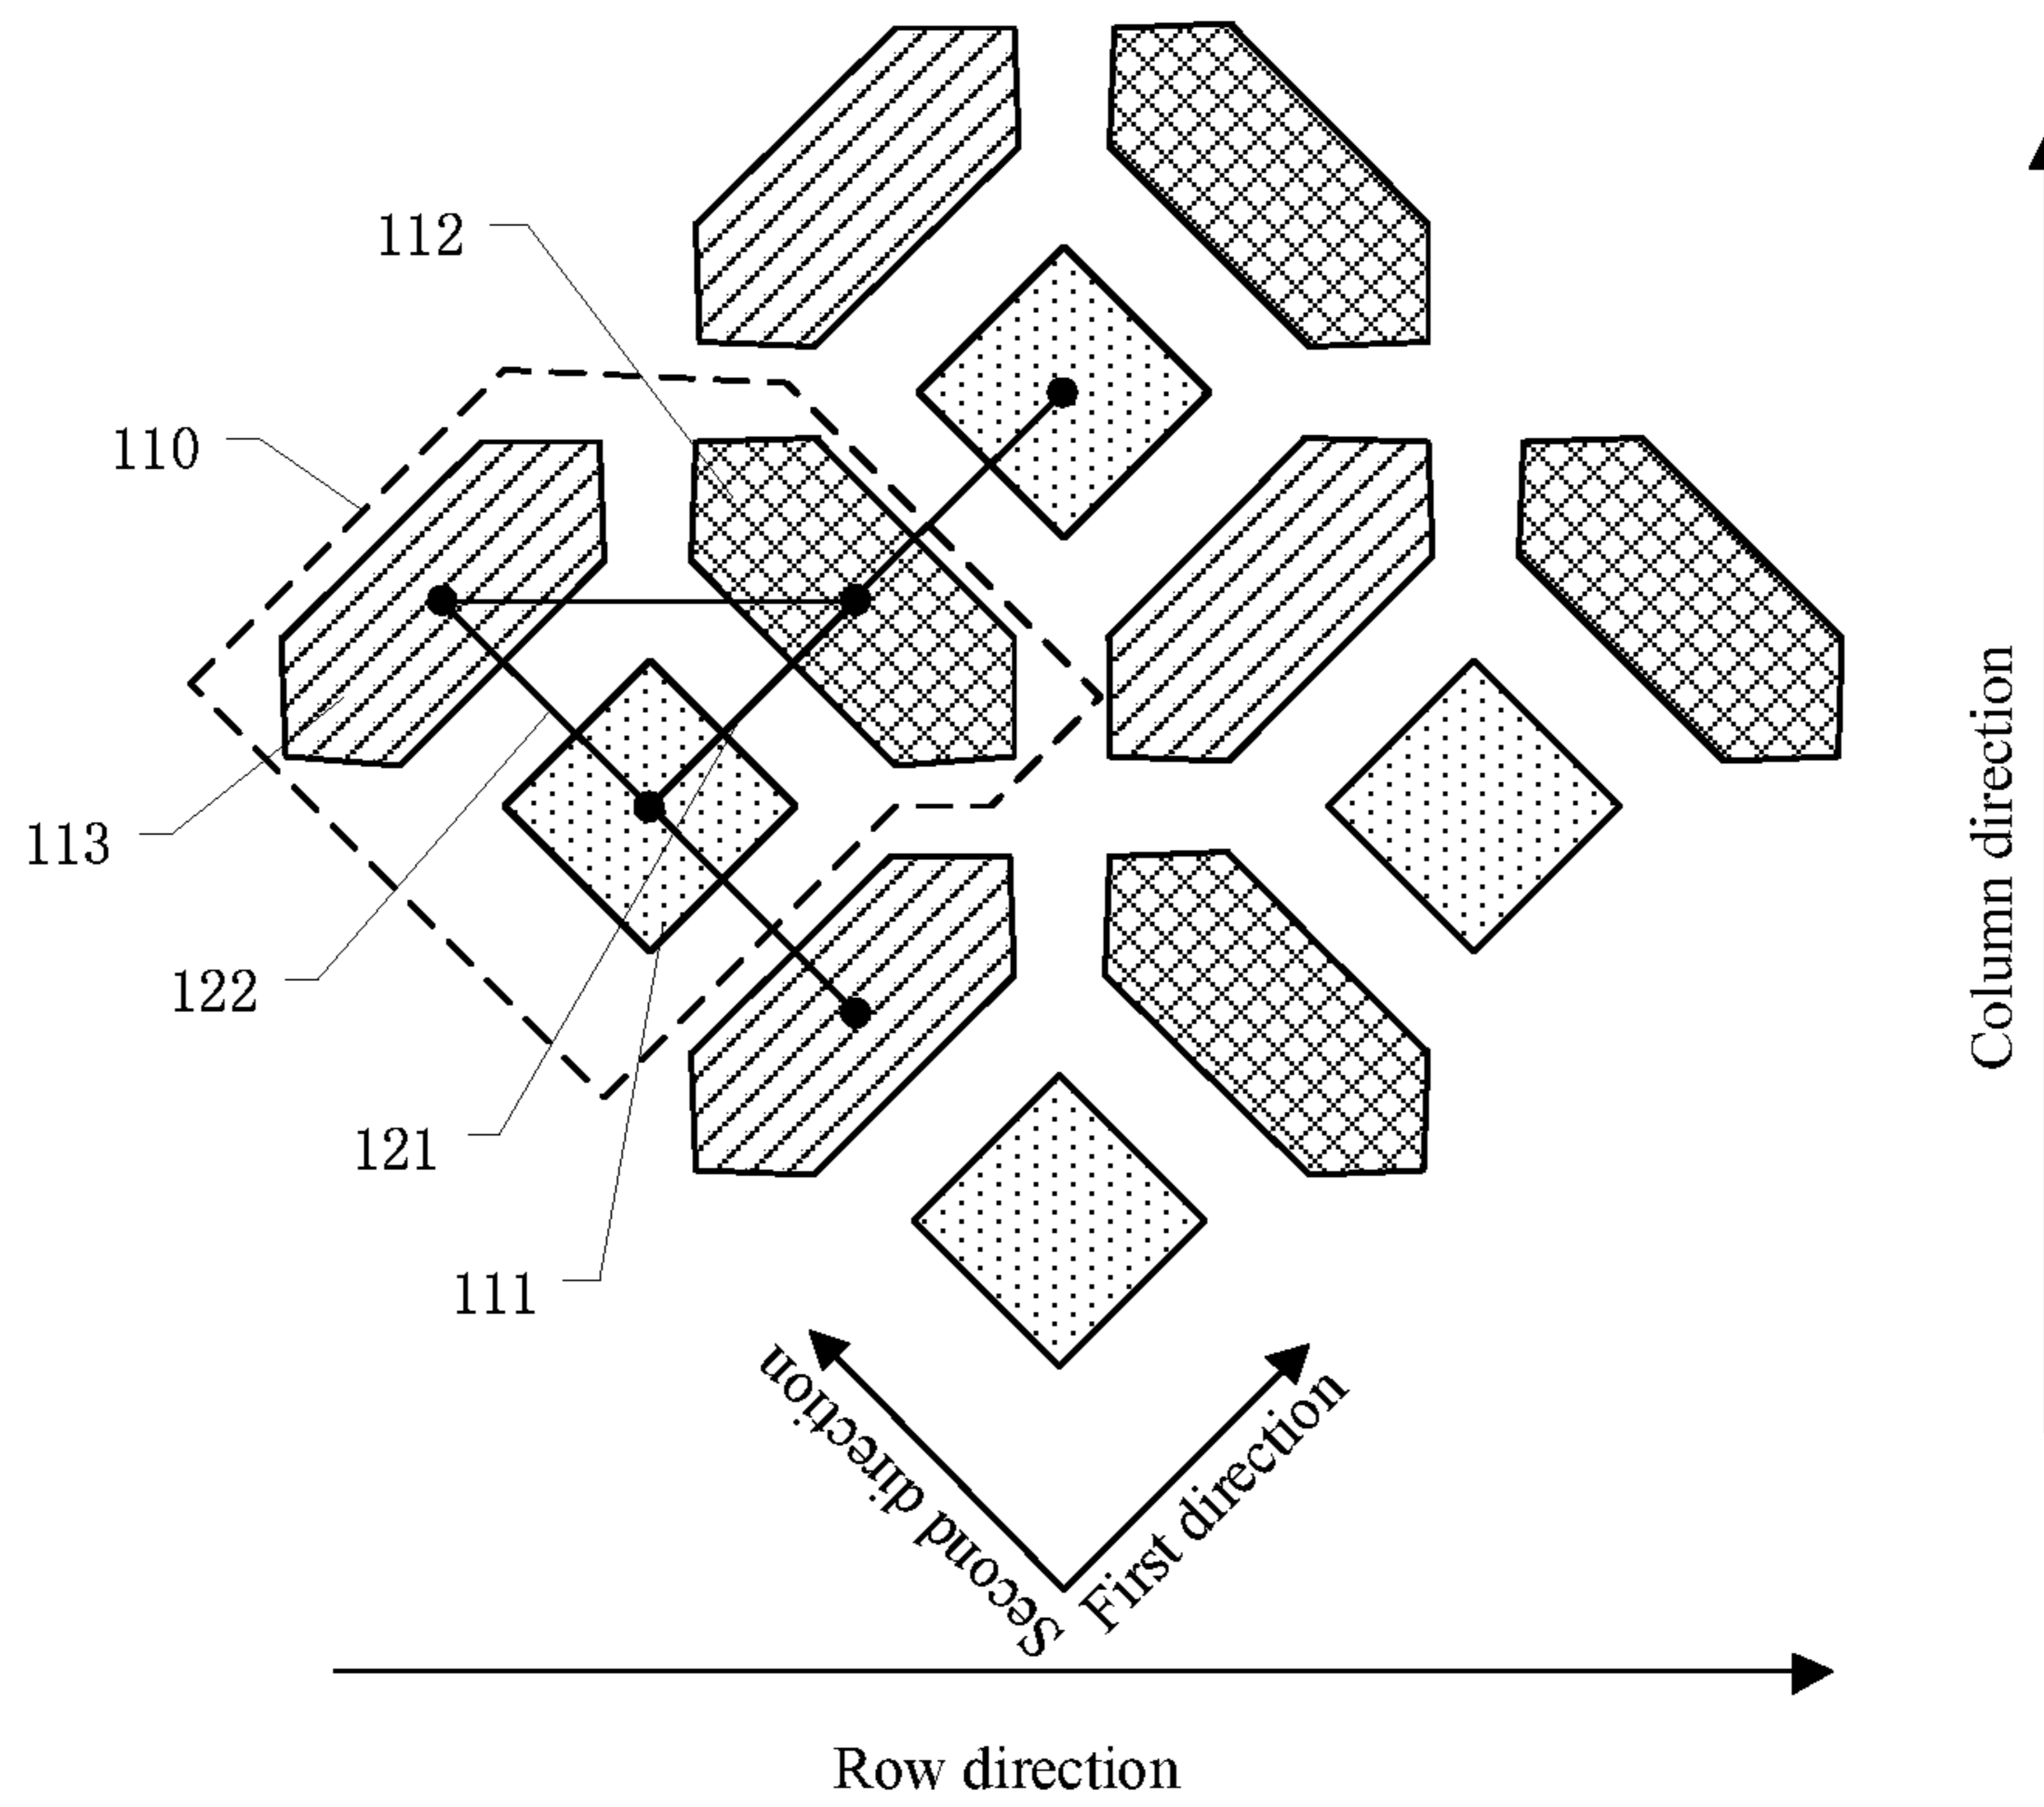 112
110
113
122
121
111
Column direction
Second direction
First direction
Row direction